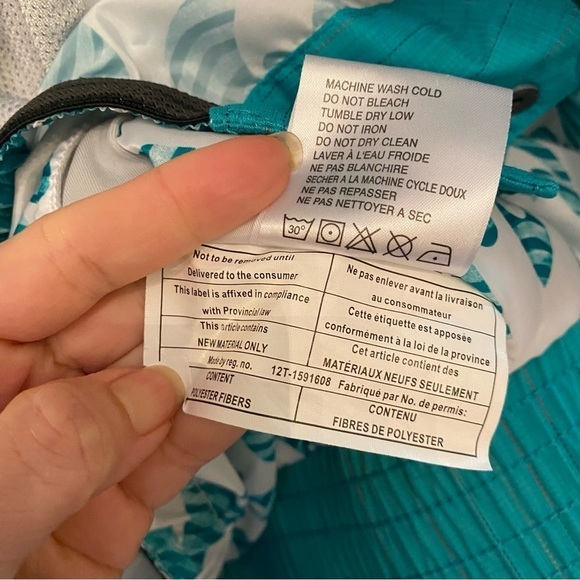 MACHINE WASH COLD
DO NOT BLEACH
TUMBLE DRY LOW
DO NOT IRON
DO NOT DRY CLEAN
LAVER À L'EAU FROIDE
NE PAS BLANCHIRE
SECHER A LA MACHINE CYCLE DOUX
NE PAS REPASSER
NE PAS NETTOYER A SEC
30°
Not to be removed until
Delivered to the consumer
This label is affixed in compliance
with Provincial law
This article contains
NEW MATERIAL ONLY
Made by reg. no. 12T-1591608 Fabriqué par No. de permis:
CONTENT
POLYESTER FIBERS
Ne pas enlever avant la livraison
au consommateur
Cette étiquette est apposée
conformément à la loi de la province
Cet article contient des
MATÉRIAUX NEUFS SEULEMENT
CONTENU
FIBRES DE POLYESTER